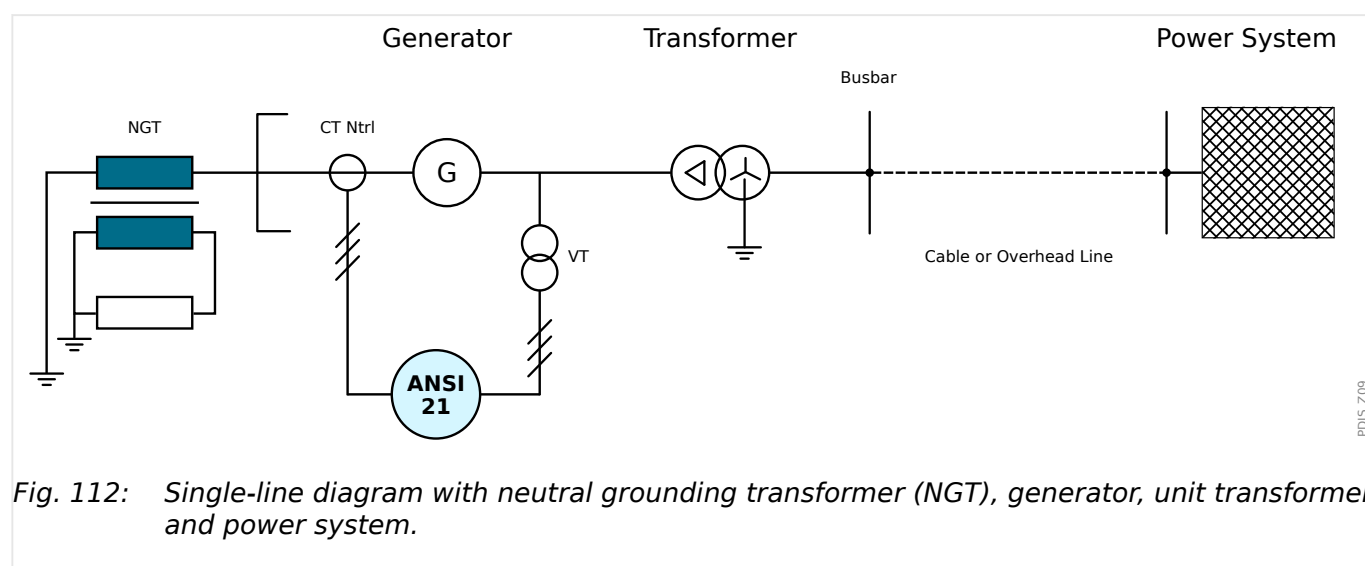 Generator
Transformer
Power System
Busbar
NGT
CT Ntrl
G
VT
Cable or Overhead Line
ANSI
21
PDIS_Z09
Fig. 112: Single-line diagram with neutral grounding transformer (NGT), generator, unit transformer
and power system.